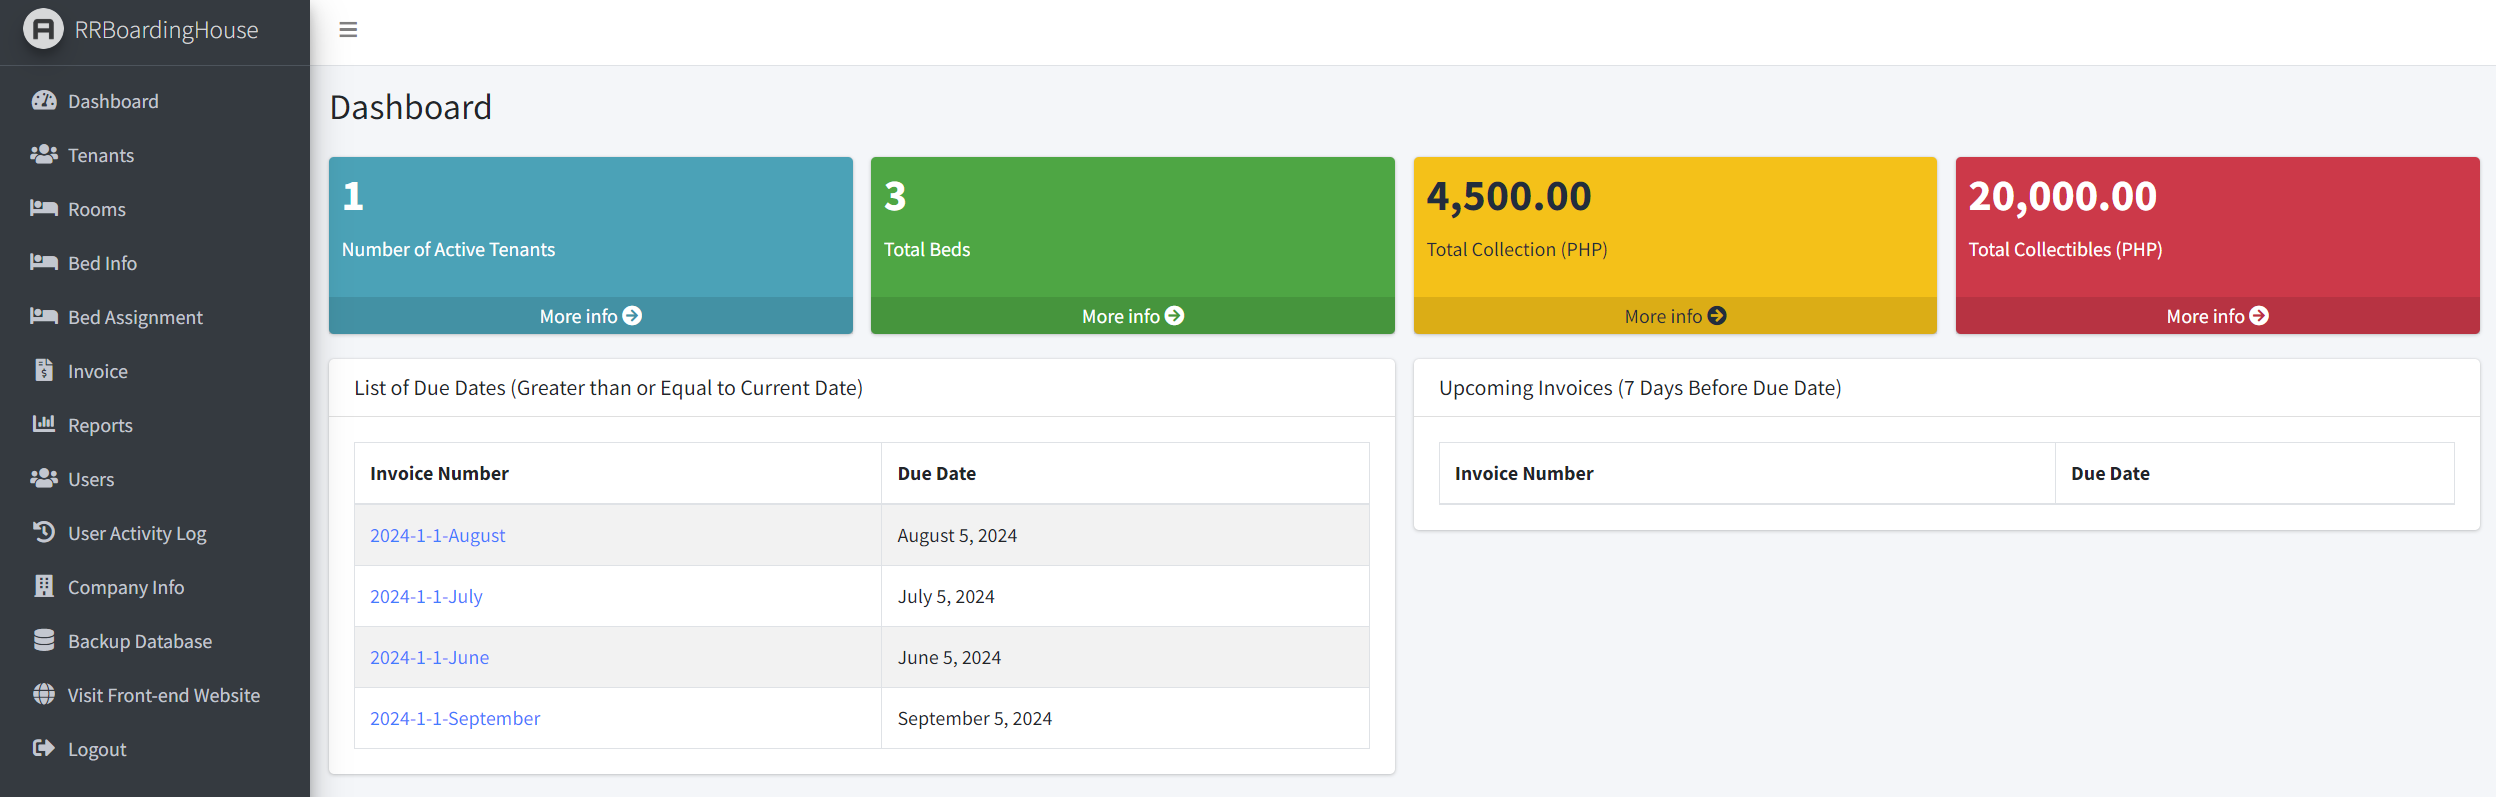 RRBoardingHouse
Dashboard
Tenants
Rooms
Bed Info
Bed Assignment
Invoice
Reports
Users
User Activity Log
Company Info
Backup Database
Visit Front-end Website
Logout
Dashboard
1
Number of Active Tenants
More info
3
Total Beds
More info
4,500.00
Total Collection (PHP)
More info
20,000.00
Total Collectibles (PHP)
More info
List of Due Dates (Greater than or Equal to Current Date)
Invoice Number Due Date
2024-1-1-August August 5, 2024
2024-1-1-July July 5, 2024
2024-1-1-June June 5, 2024
2024-1-1-September September 5, 2024
Upcoming Invoices (7 Days Before Due Date)
Invoice Number Due Date